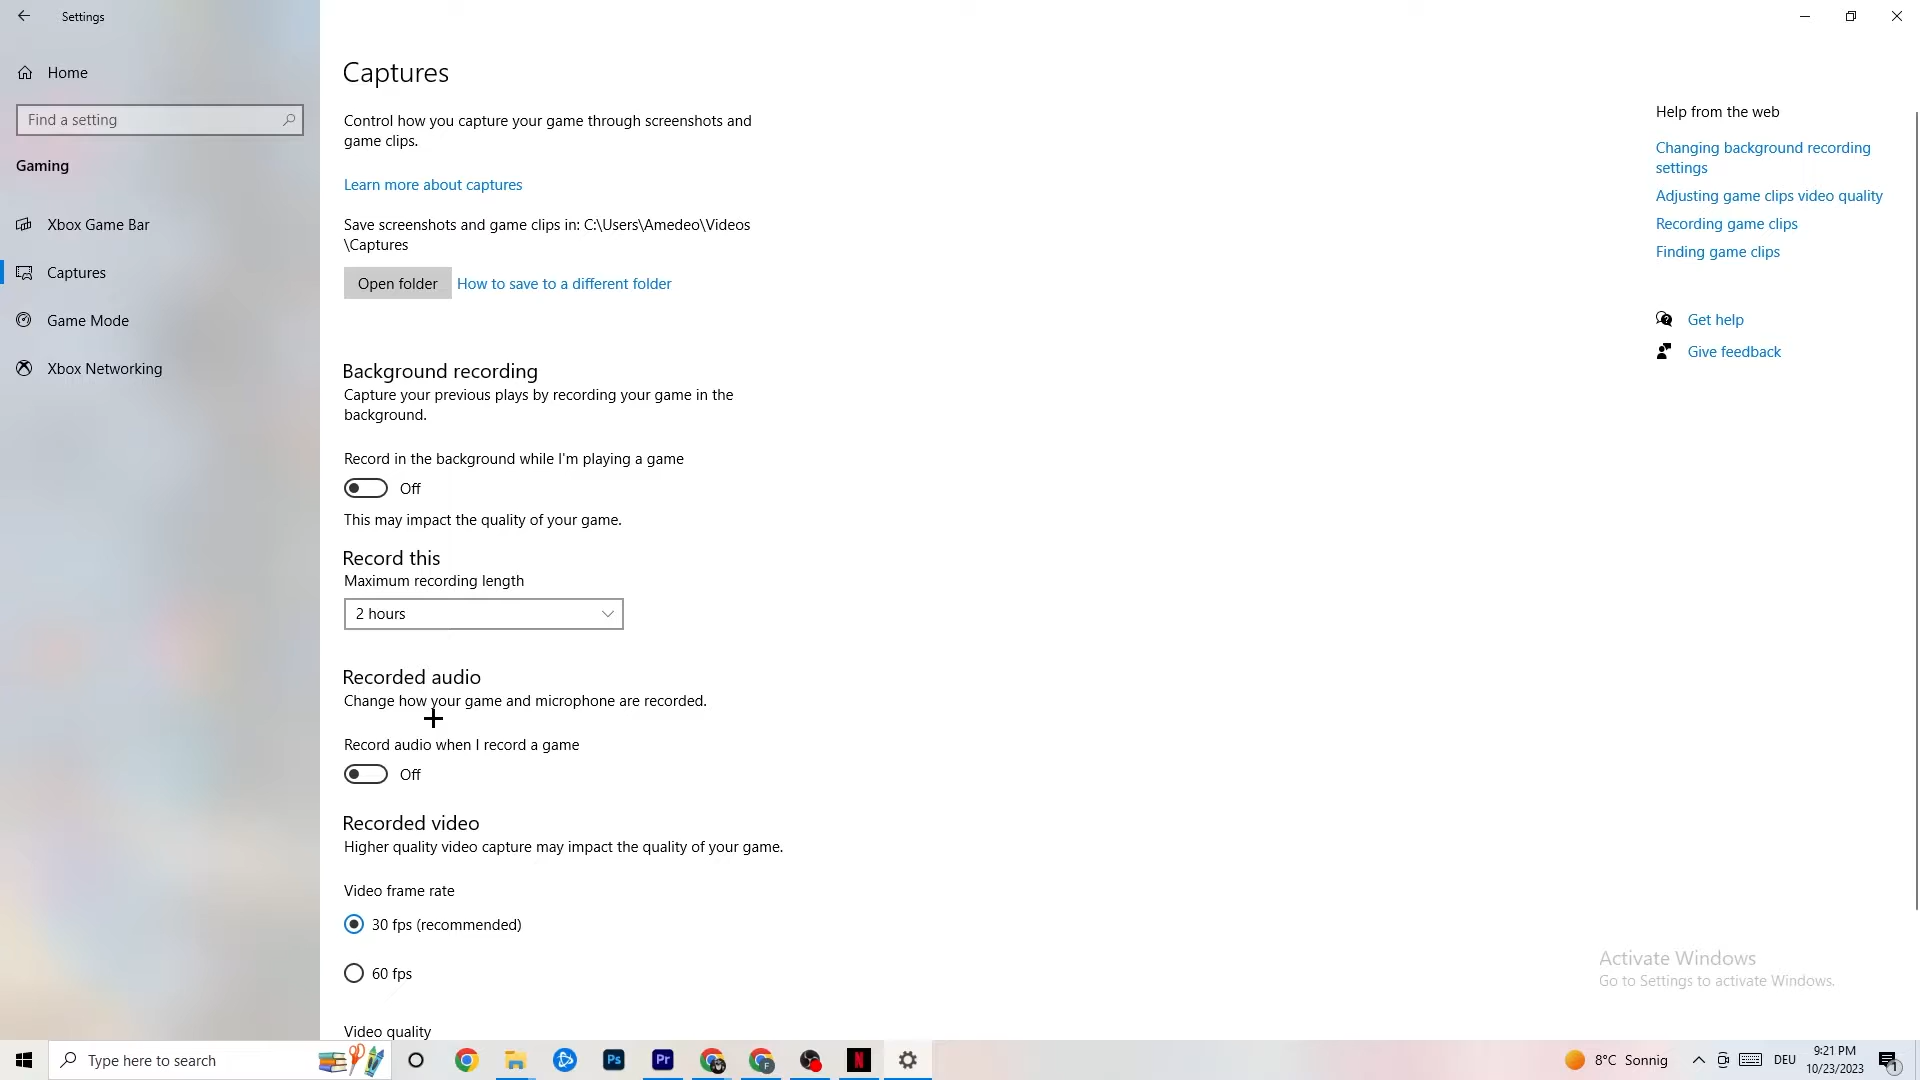 Settings
Home
Find a setting
Gaming
Xbox Game Bar
Captures
Game Mode
Xbox Networking
Captures
Control how you capture your game through screenshots and
game clips.
Learn more about captures
Save screenshots and game clips in: C:\Users\Amedeo\Videos
\Captures
Open folder
How to save to a different folder
Background recording
Capture your previous plays by recording your game in the
background.
Record in the background while I'm playing a game
Off
This may impact the quality of your game.
Record this
Maximum recording length
2 hours
Recorded audio
Change how your game and microphone are recorded.
Record audio when I record a game
Off
Recorded video
Higher quality video capture may impact the quality of your game.
Video frame rate
30 fps (recommended)
60 fps
Video quality
Help from the web
Changing background recording
settings
Adjusting game clips video quality
Recording game clips
Finding game clips
Get help
Give feedback
Activate Windows
Go to Settings to activate Windows.
Type here to search
Ps
Pr
F
N
8°C Sonnig
DEU
9:21 PM
10/23/2023
1